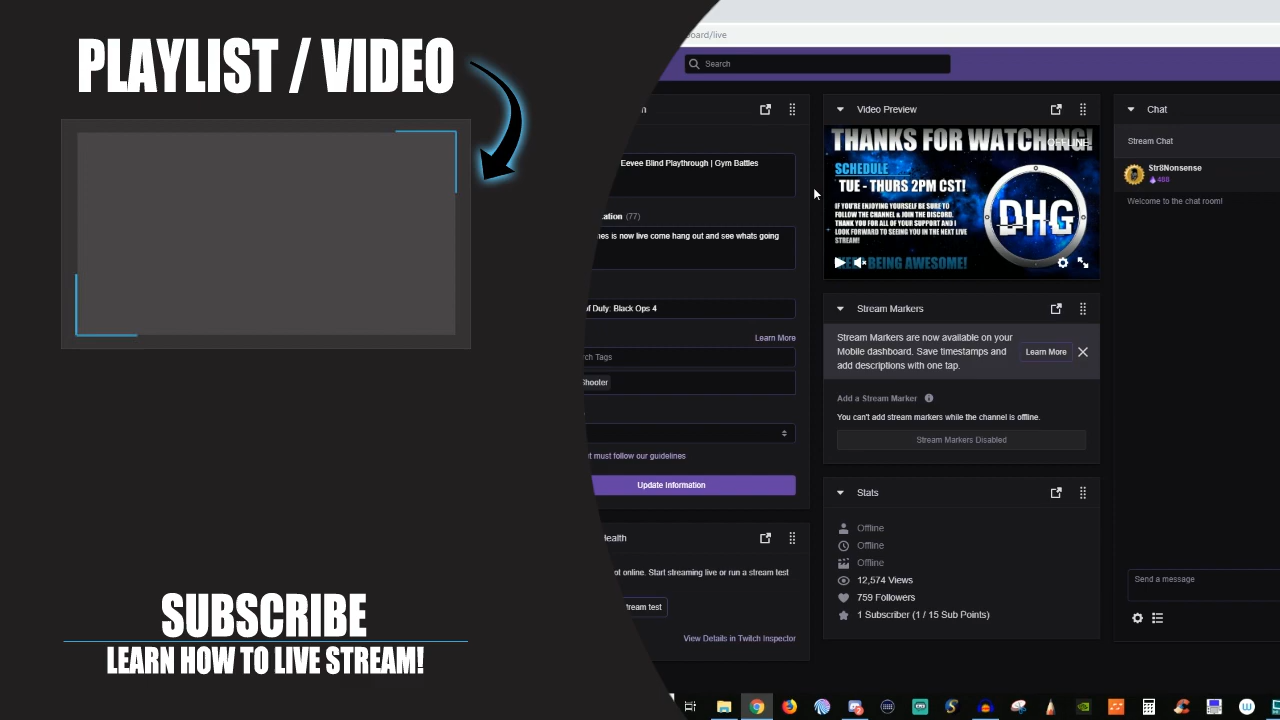 PLAYLIST / VIDEO
SUBSCRIBE
LEARN HOW TO LIVE STREAM!
board/live
Search
Eevee Blind Playthrough | Gym Battles
(77)
is now live come hang out and see whats going
of Duty: Black Ops 4
Learn More
Tags
Shooter
must follow our guidelines
Update Information
Health
not online. Start streaming live or run a stream test
test
View Details in Twitch Inspector
Video Preview
THANKS FOR WATCHING!
OFFLINE
SCHEDULE
TUE - THURS 2PM CST!
IF YOU'RE ENJOYING YOURSELF BE SURE TO
FOLLOW THE CHANNEL & JOIN THE DISCORD.
THANK YOU FOR ALL OF YOUR SUPPORT AND I
LOOK FORWARD TO SEEING YOU IN THE NEXT LIVE
STREAM!
KEEP BEING AWESOME!
DHG
Stream Markers
Stream Markers are now available on your
Mobile dashboard. Save timestamps and
add descriptions with one tap.
Learn More
Add a Stream Marker
You can't add stream markers while the channel is offline.
Stream Markers Disabled
Stats
Offline
Offline
Offline
12,574 Views
759 Followers
1 Subscriber (1 / 15 Sub Points)
Chat
Stream Chat
Str8Nonsense
468
Welcome to the chat room!
Send a message